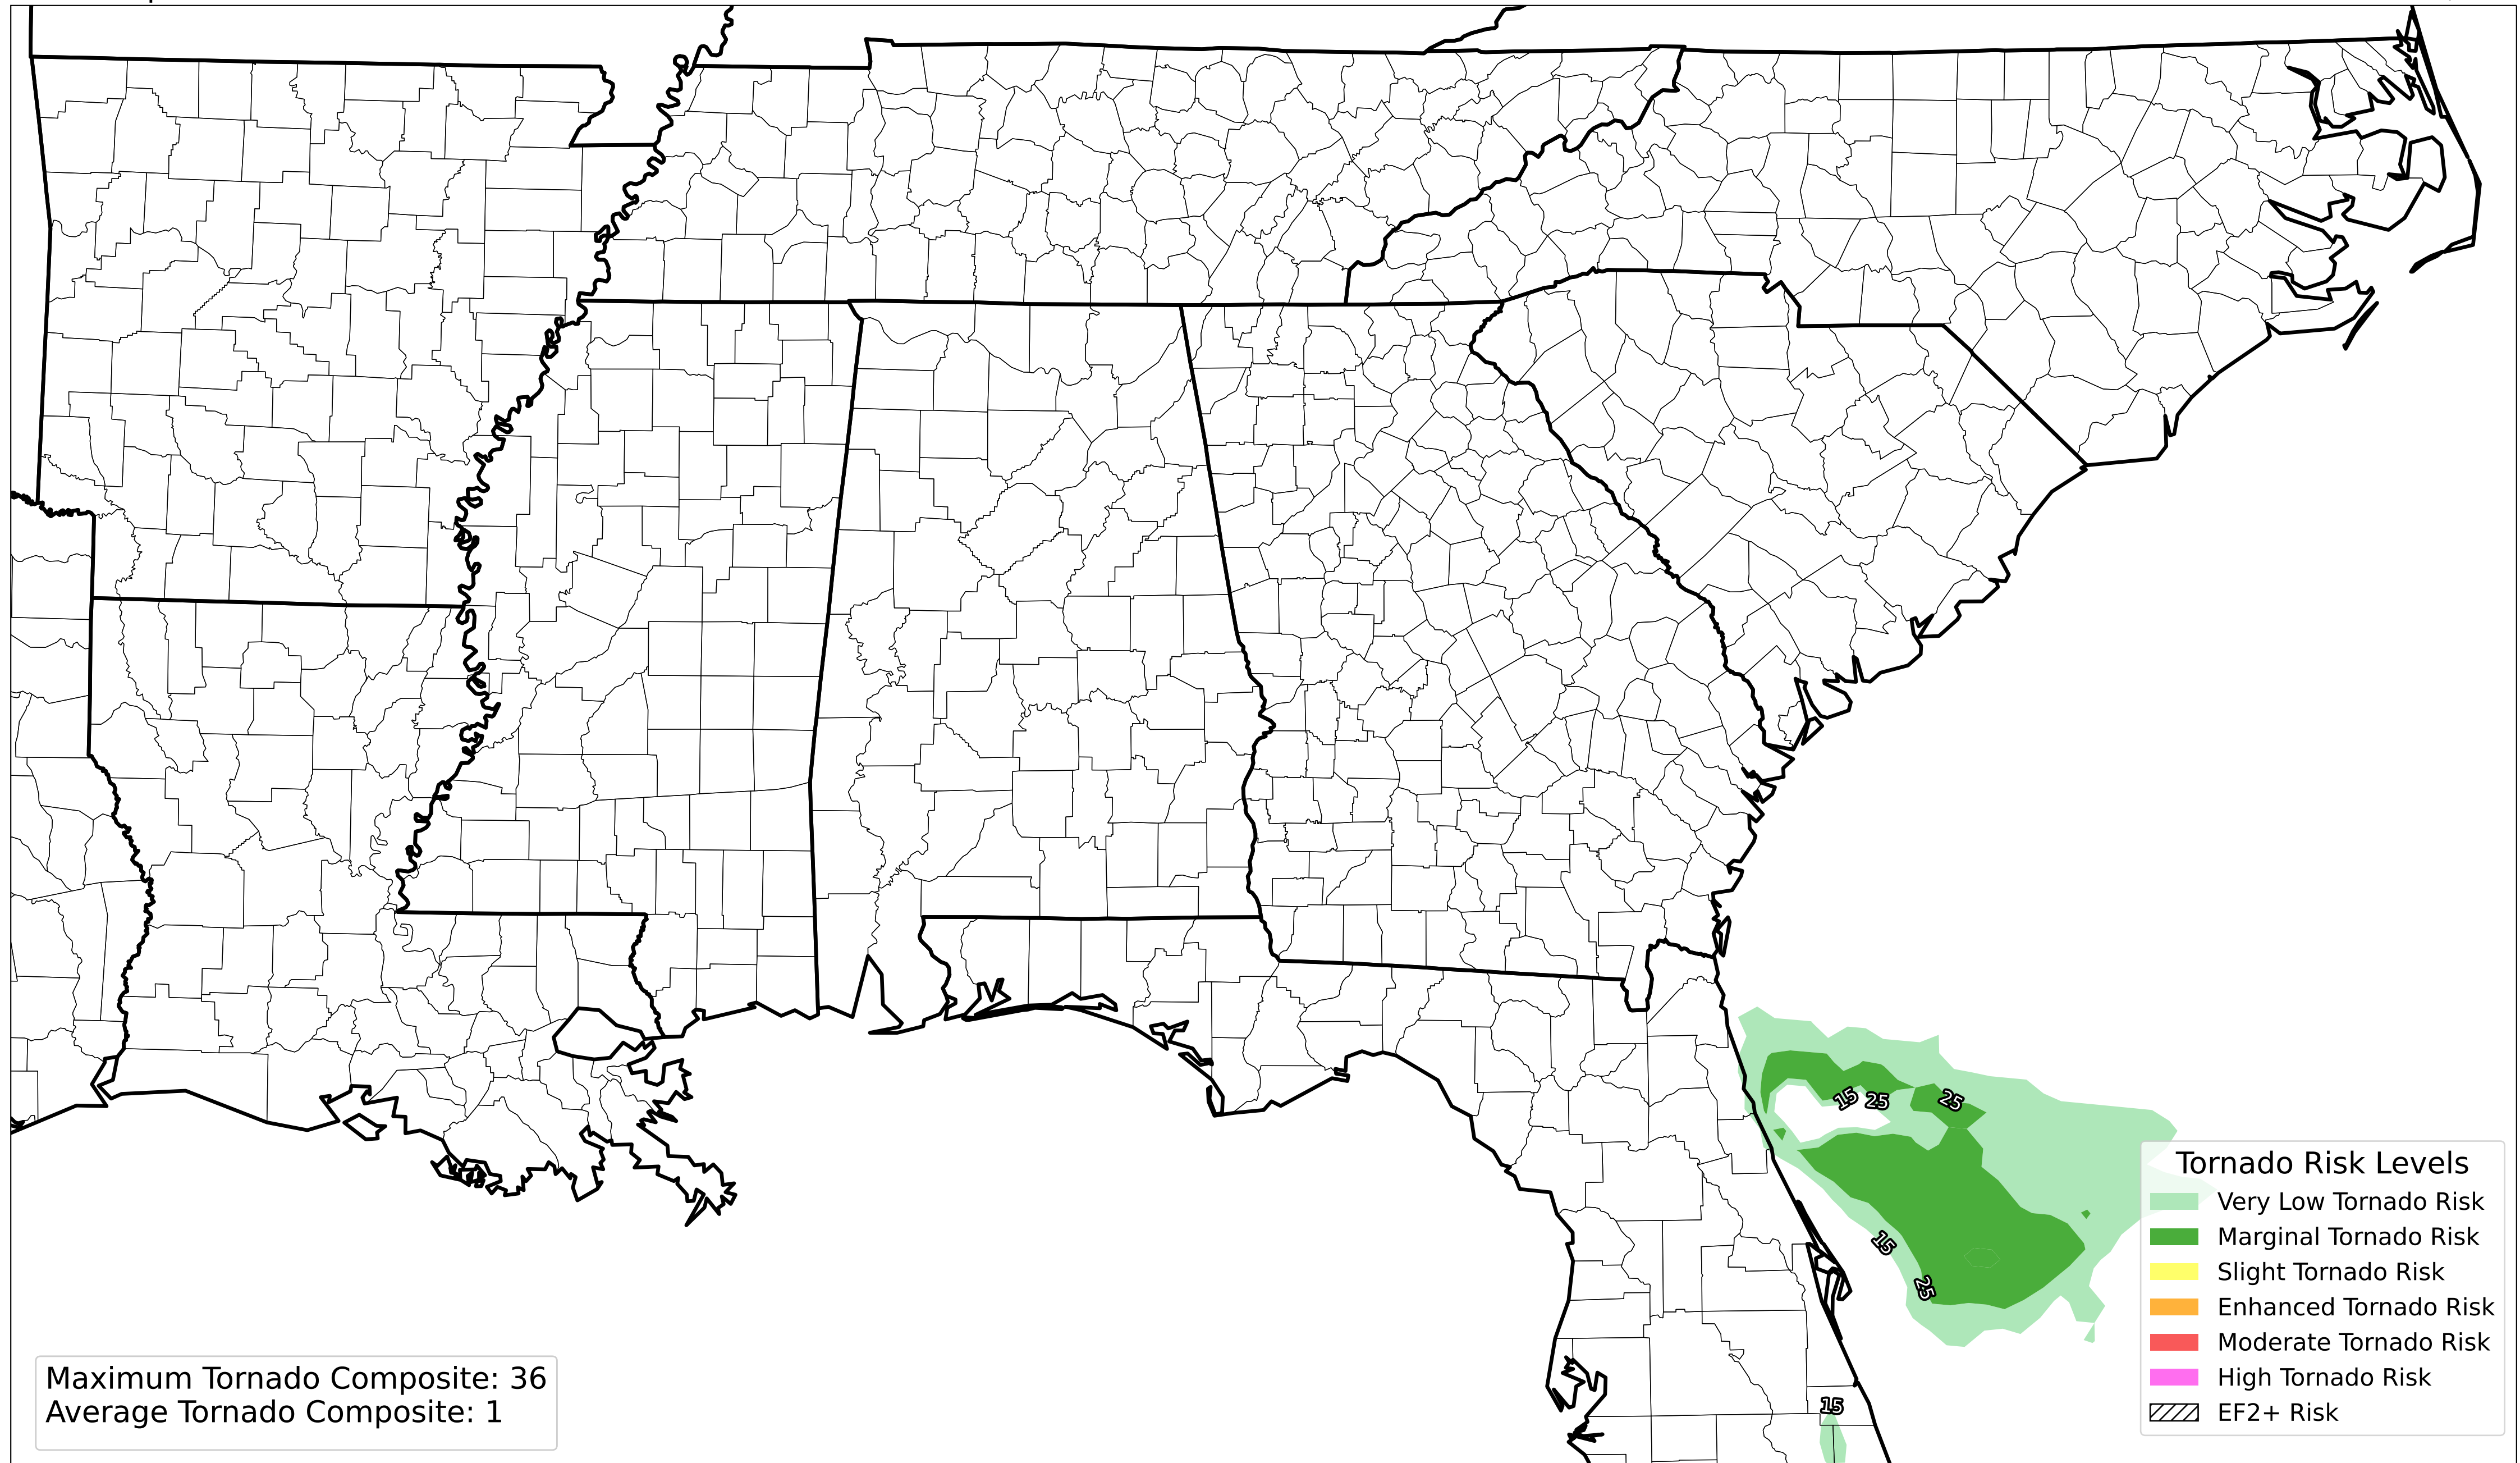 15
25
25
15
25
15
Tornado Risk Levels
Very Low Tornado Risk
Marginal Tornado Risk
Slight Tornado Risk
Enhanced Tornado Risk
Moderate Tornado Risk
High Tornado Risk
EF2+ Risk
Maximum Tornado Composite: 36
Average Tornado Composite: 1